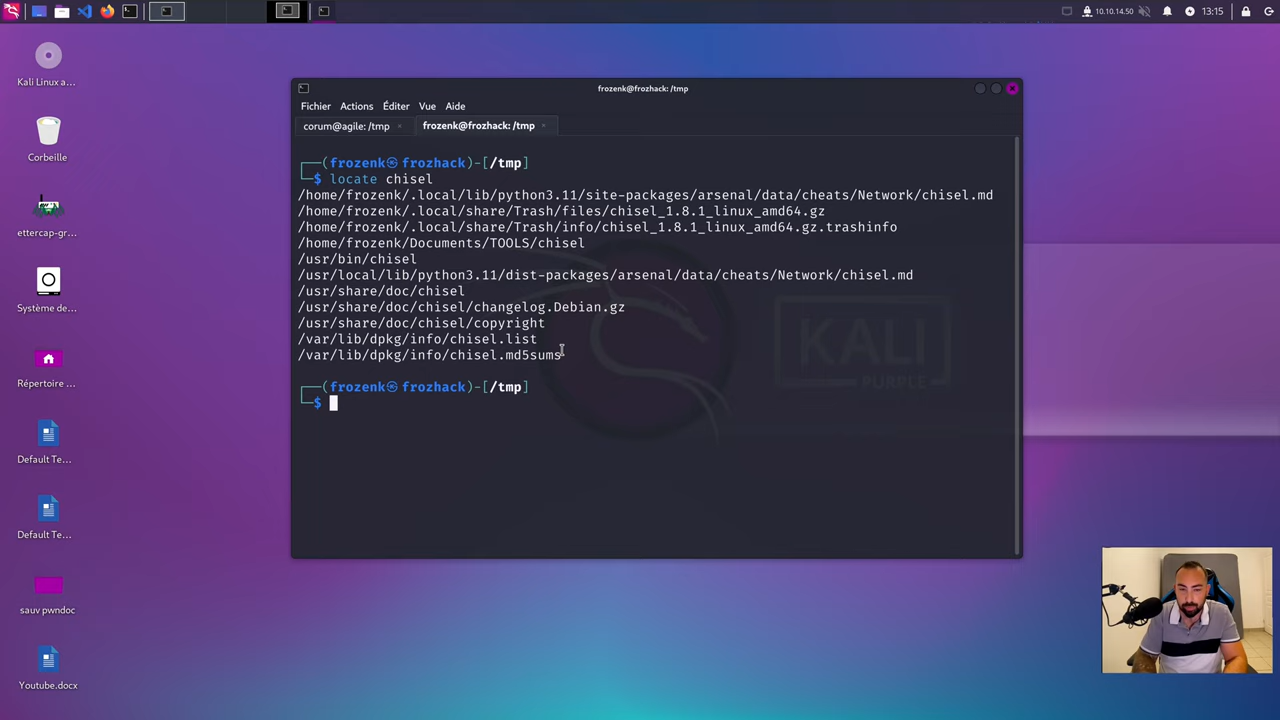 10.10.14.50
13:15
Kali Linux a...
Corbeille
ettercap-gr...
Système de...
Répertoire ...
Default Te...
Default Te...
sauv pwndoc
Youtube.docx
frozenk@frozhack: /tmp
Fichier Actions Éditer Vue Aide
corum@agile: /tmp × frozenk@frozhack: /tmp ×
┌──(frozenk㉿frozhack)-[/tmp]
└─$ locate chisel
/home/frozenk/.local/lib/python3.11/site-packages/arsenal/data/cheats/Network/chisel.md
/home/frozenk/.local/share/Trash/files/chisel_1.8.1_linux_amd64.gz
/home/frozenk/.local/share/Trash/info/chisel_1.8.1_linux_amd64.gz.trashinfo
/home/frozenk/Documents/TOOLS/chisel
/usr/bin/chisel
/usr/local/lib/python3.11/dist-packages/arsenal/data/cheats/Network/chisel.md
/usr/share/doc/chisel
/usr/share/doc/chisel/changelog.Debian.gz
/usr/share/doc/chisel/copyright
/var/lib/dpkg/info/chisel.list
/var/lib/dpkg/info/chisel.md5sums
┌──(frozenk㉿frozhack)-[/tmp]
└─$
KALI
PURPLE